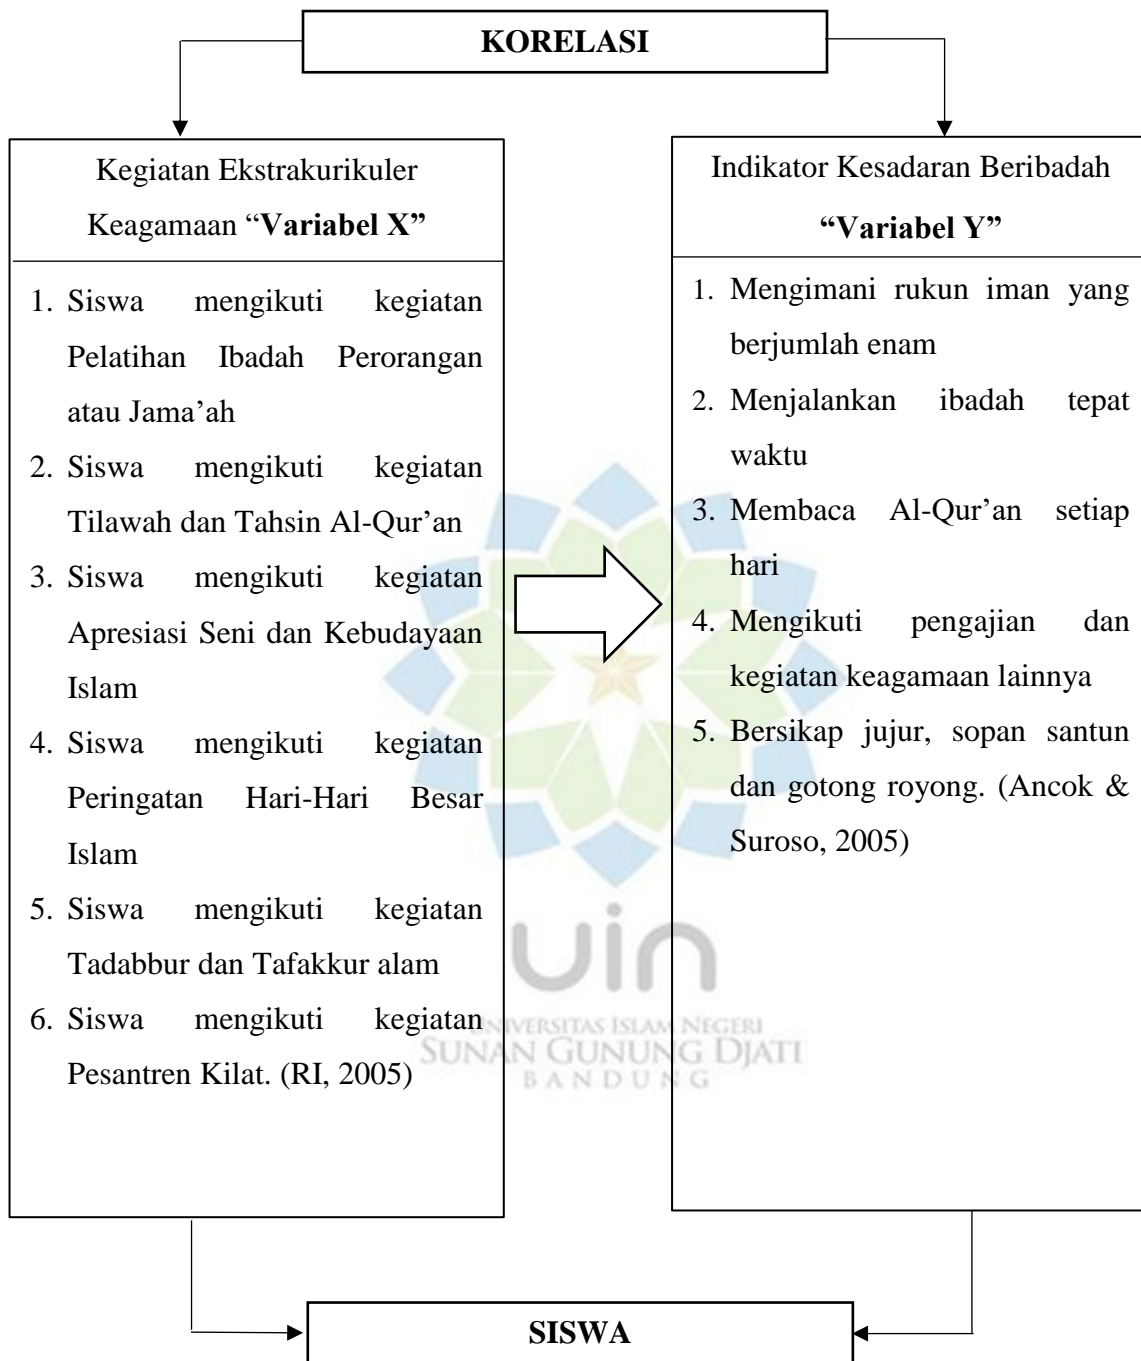 KORELASI
Kegiatan Ekstrakurikuler
Keagamaan “Variabel X”
1. Siswa mengikuti kegiatan
Pelatihan Ibadah Perorangan
atau Jama’ah
2. Siswa mengikuti kegiatan
Tilawah dan Tahsin Al-Qur’an
3. Siswa mengikuti kegiatan
Apresiasi Seni dan Kebudayaan
Islam
4. Siswa mengikuti kegiatan
Peringatan Hari-Hari Besar
Islam
5. Siswa mengikuti kegiatan
Tadabbur dan Tafakkur alam
6. Siswa mengikuti kegiatan
Pesantren Kilat. (RI, 2005)
Indikator Kesadaran Beribadah
“Variabel Y”
1. Mengimani rukun iman yang
berjumlah enam
2. Menjalankan ibadah tepat
waktu
3. Membaca Al-Qur’an setiap
hari
4. Mengikuti pengajian dan
kegiatan keagamaan lainnya
5. Bersikap jujur, sopan santun
dan gotong royong. (Ancok &
Suroso, 2005)
uin
UNIVERSITAS ISLAM NEGERI
SUNAN GUNUNG DJATI
BANDUNG
SISWA